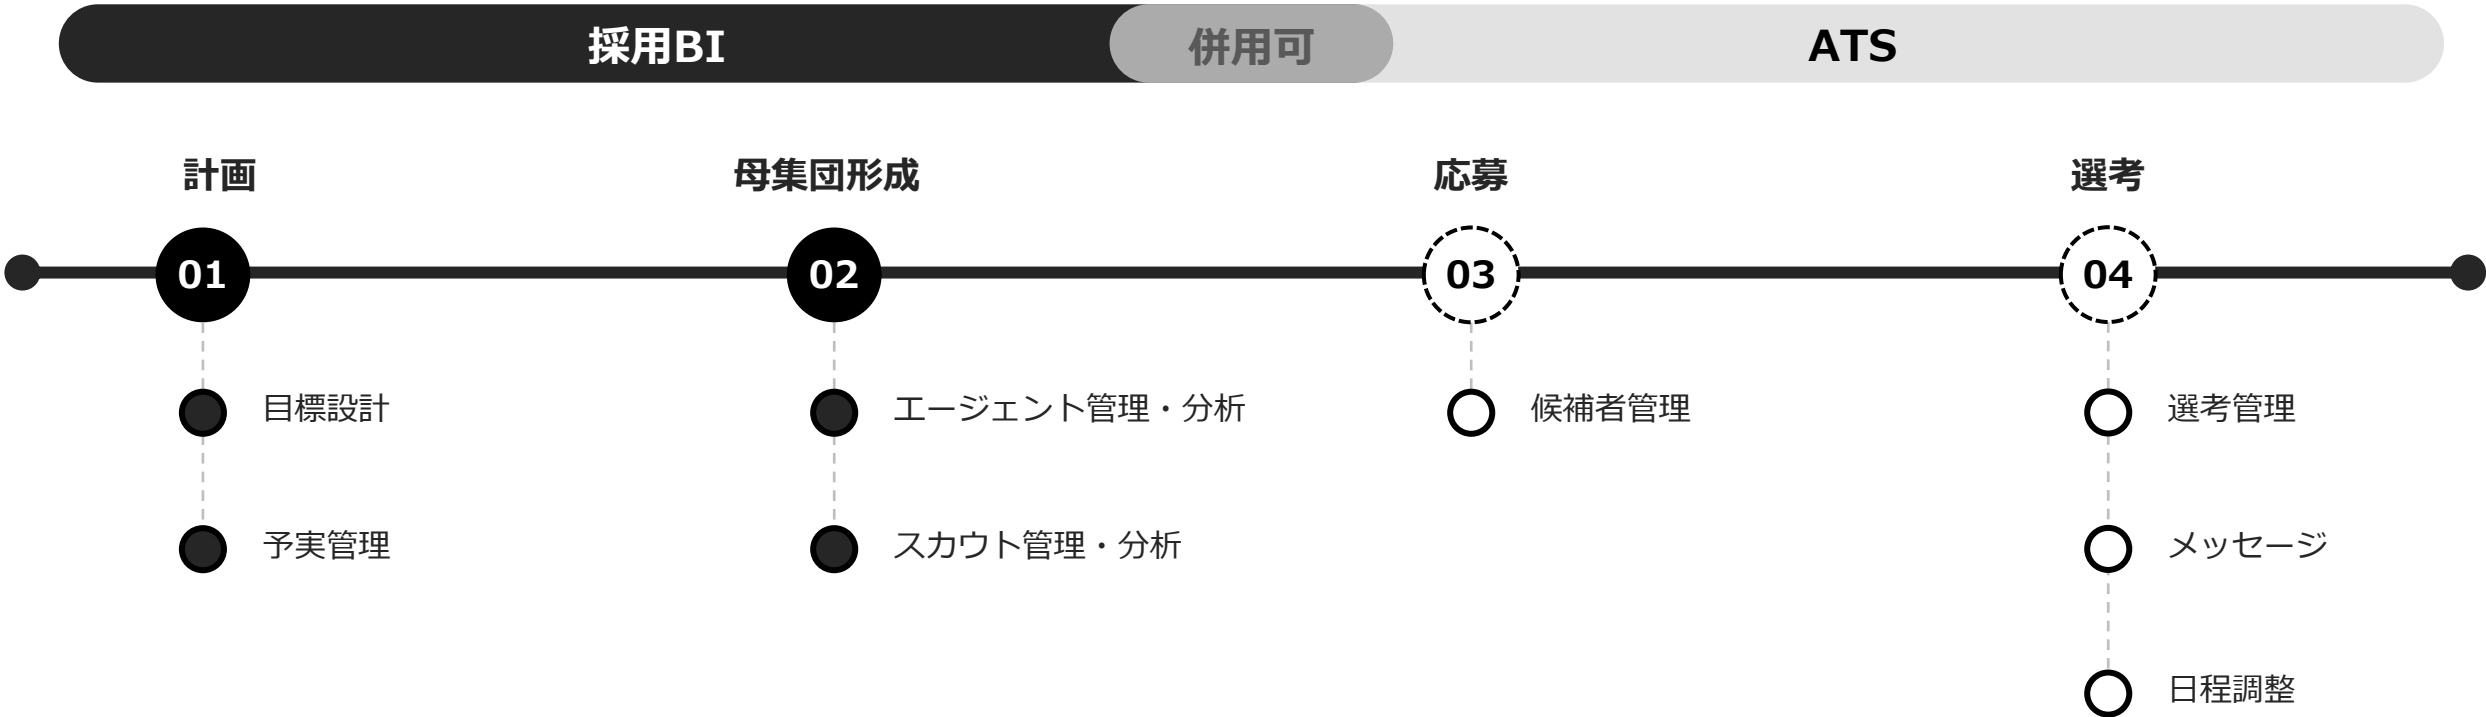 採用BI
併用可
ATS
計画
母集団形成
応募
選考
01
02
03
04
目標設計
エージェント管理・分析
候補者管理
選考管理
予実管理
スカウト管理・分析
メッセージ
日程調整